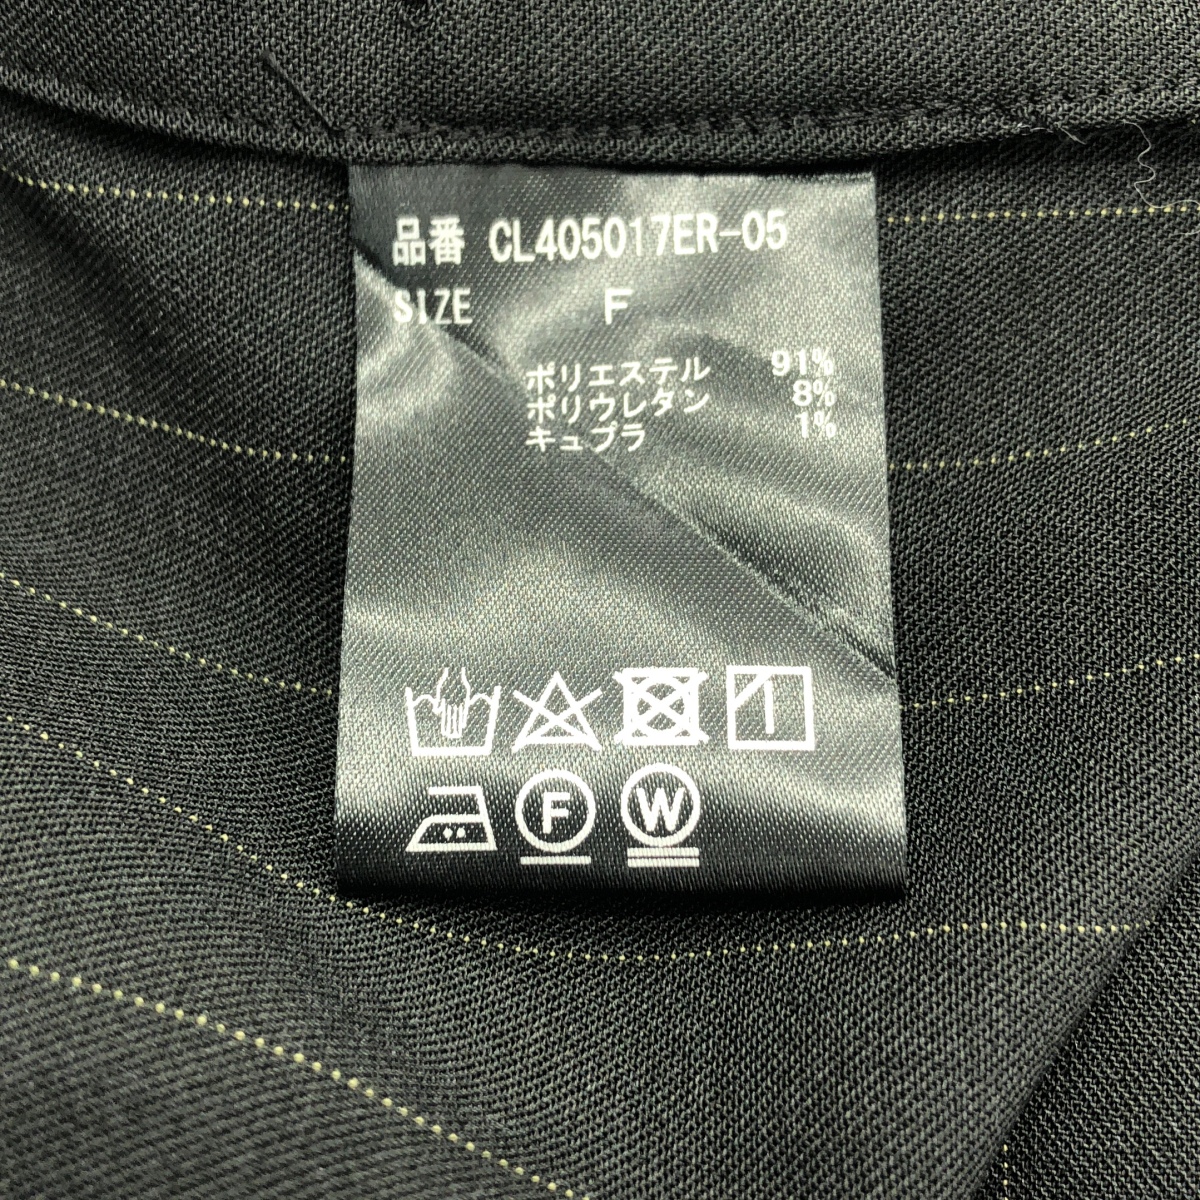 品番 CL405017ER-05
SIZE F
ポリエステル 91%
ポリウレタン 8%
キュプラ 1%
F W